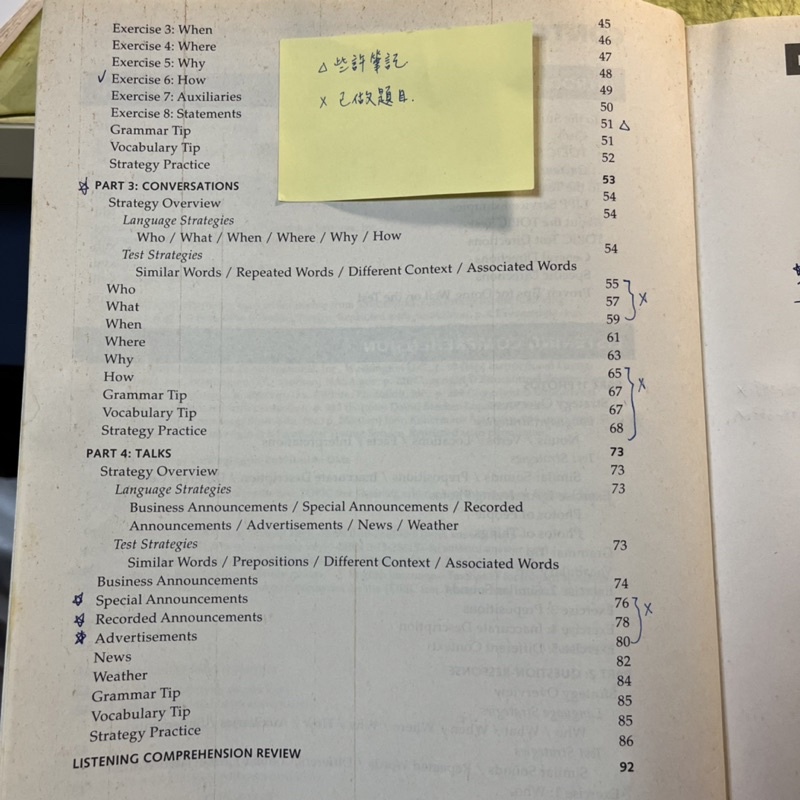 Exercise 3: When 45
Exercise 4: Where 46
Exercise 5: Why 47
✓ Exercise 6: How 48
Exercise 7: Auxiliaries 49
Exercise 8: Statements 50
Grammar Tip 51 △
Vocabulary Tip 51
Strategy Practice 52
△ 些許筆記
X 已做題目.
☆ PART 3: CONVERSATIONS 53
Strategy Overview 54
Language Strategies 54
Who / What / When / Where / Why / How
Test Strategies 54
Similar Words / Repeated Words / Different Context / Associated Words
Who 55
What 57 X
When 59
Where 61
Why 63
How 65
Grammar Tip 67 X
Vocabulary Tip 67
Strategy Practice 68
PART 4: TALKS 73
Strategy Overview 73
Language Strategies 73
Business Announcements / Special Announcements / Recorded
Announcements / Advertisements / News / Weather
Test Strategies 73
Similar Words / Prepositions / Different Context / Associated Words
Business Announcements 74
☆ Special Announcements 76 X
☆ Recorded Announcements 78
☆ Advertisements 80
News 82
Weather 84
Grammar Tip 85
Vocabulary Tip 85
Strategy Practice 86
LISTENING COMPREHENSION REVIEW 92